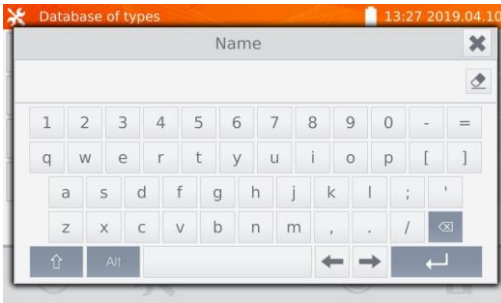 Database of types 13:27 2019.04.10
Name
1 2 3 4 5 6 7 8 9 0 - =
q w e r t y u i o p [ ]
a s d f g h j k l ; '
z x c v b n m , . /
Alt